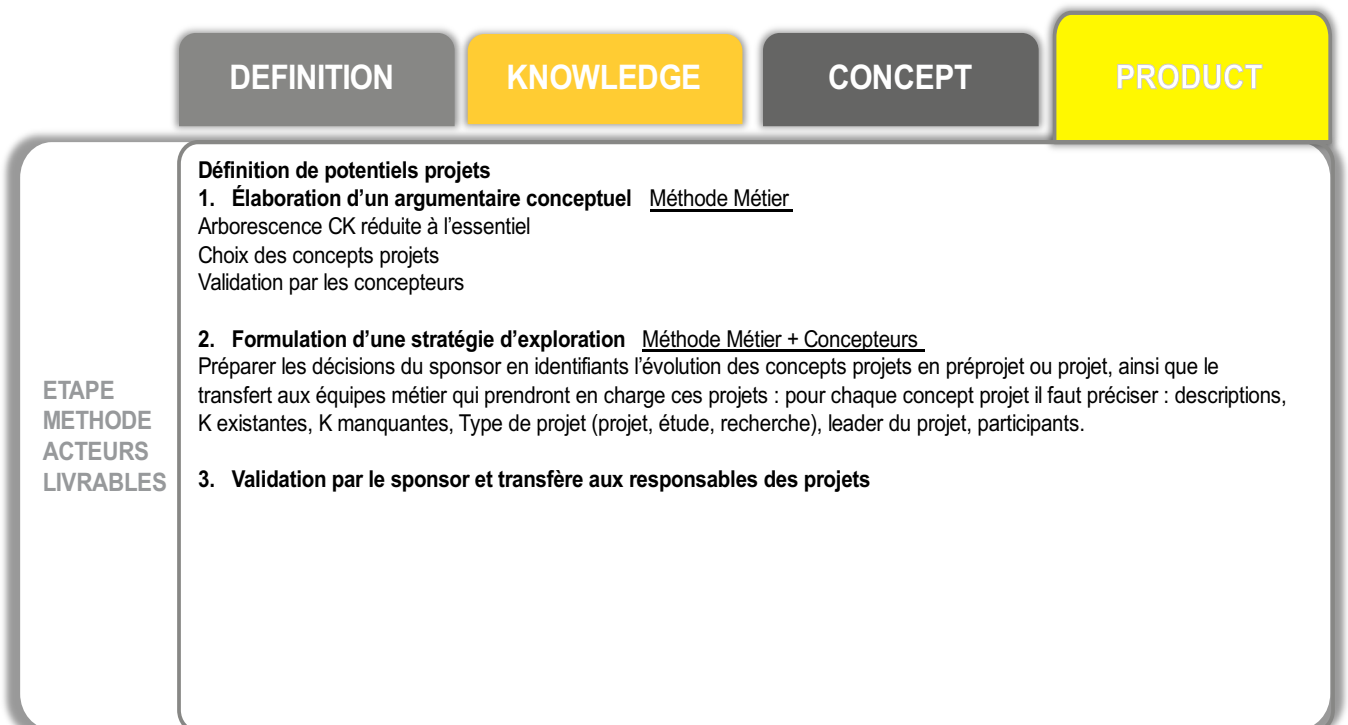 DEFINITION
KNOWLEDGE
CONCEPT
PRODUCT
ETAPE
METHODE
ACTEURS
LIVRABLES
Définition de potentiels projets
1. Élaboration d’un argumentaire conceptuel Méthode Métier
Arborescence CK réduite à l’essentiel
Choix des concepts projets
Validation par les concepteurs
2. Formulation d’une stratégie d’exploration Méthode Métier + Concepteurs
Préparer les décisions du sponsor en identifiants l’évolution des concepts projets en préprojet ou projet, ainsi que le
transfert aux équipes métier qui prendront en charge ces projets : pour chaque concept projet il faut préciser : descriptions,
K existantes, K manquantes, Type de projet (projet, étude, recherche), leader du projet, participants.
3. Validation par le sponsor et transfère aux responsables des projets